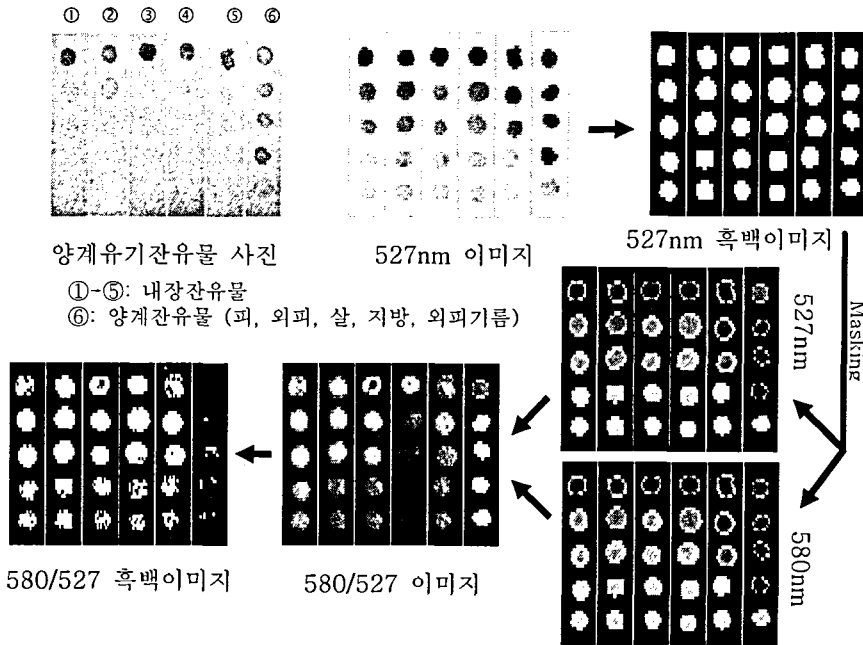 ① ② ③ ④ ⑤ ⑥
양계유기잔유물 사진
527nm 이미지
527nm 흑백이미지
①-⑤: 내장잔유물
⑥: 양계잔유물 (피, 외피, 살, 지방, 외피기름)
Masking
527nm
580nm
580/527 흑백이미지
580/527 이미지